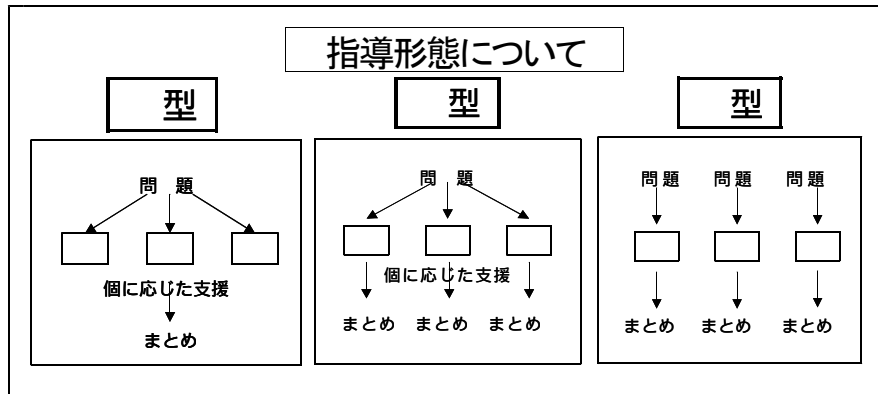 指導形態について
型
型
型
問 題
個に応じた支援
まとめ
問 題
個に応じた支援
まとめ まとめ まとめ
問題 問題 問題
まとめ まとめ まとめ